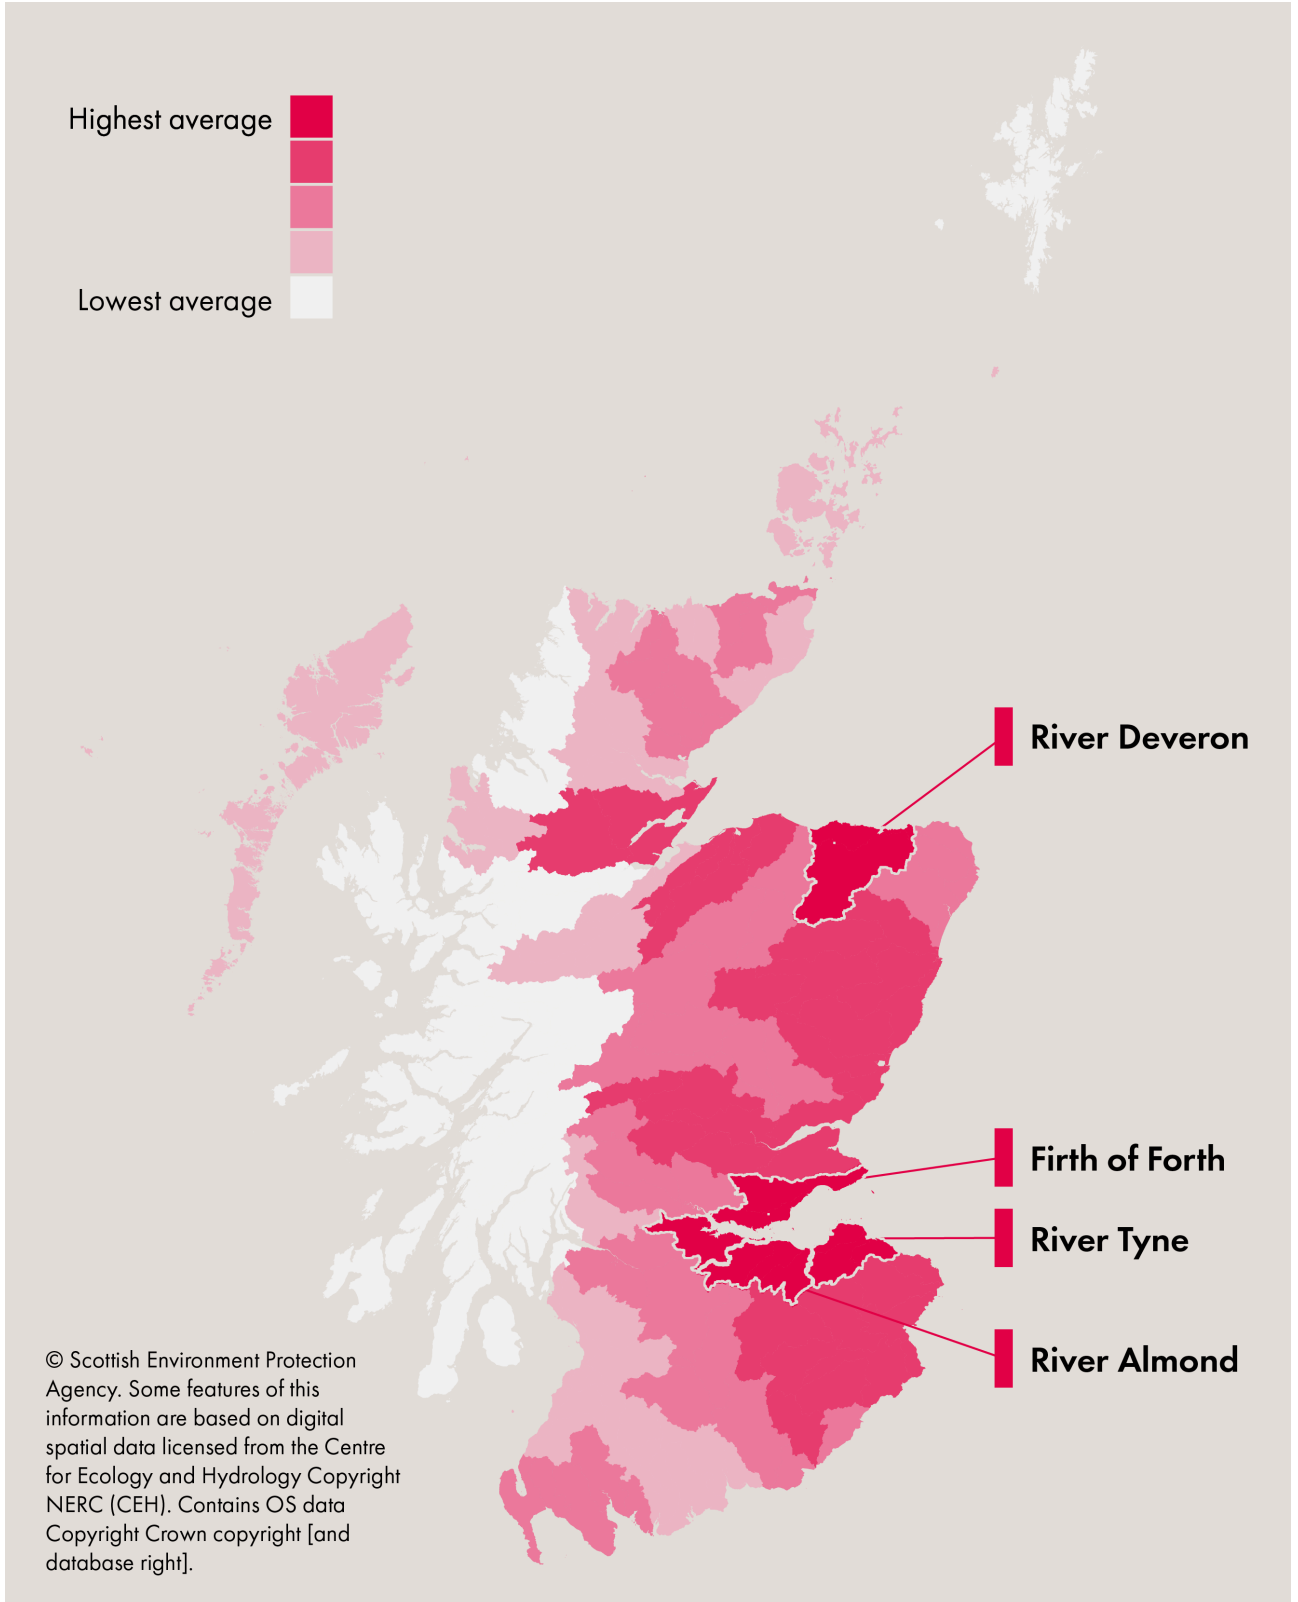 Highest average
Lowest average
River Deveron
Firth of Forth
River Tyne
River Almond
© Scottish Environment Protection
Agency. Some features of this
information are based on digital
spatial data licensed from the Centre
for Ecology and Hydrology Copyright
NERC (CEH). Contains OS data
Copyright Crown copyright [and
database right].